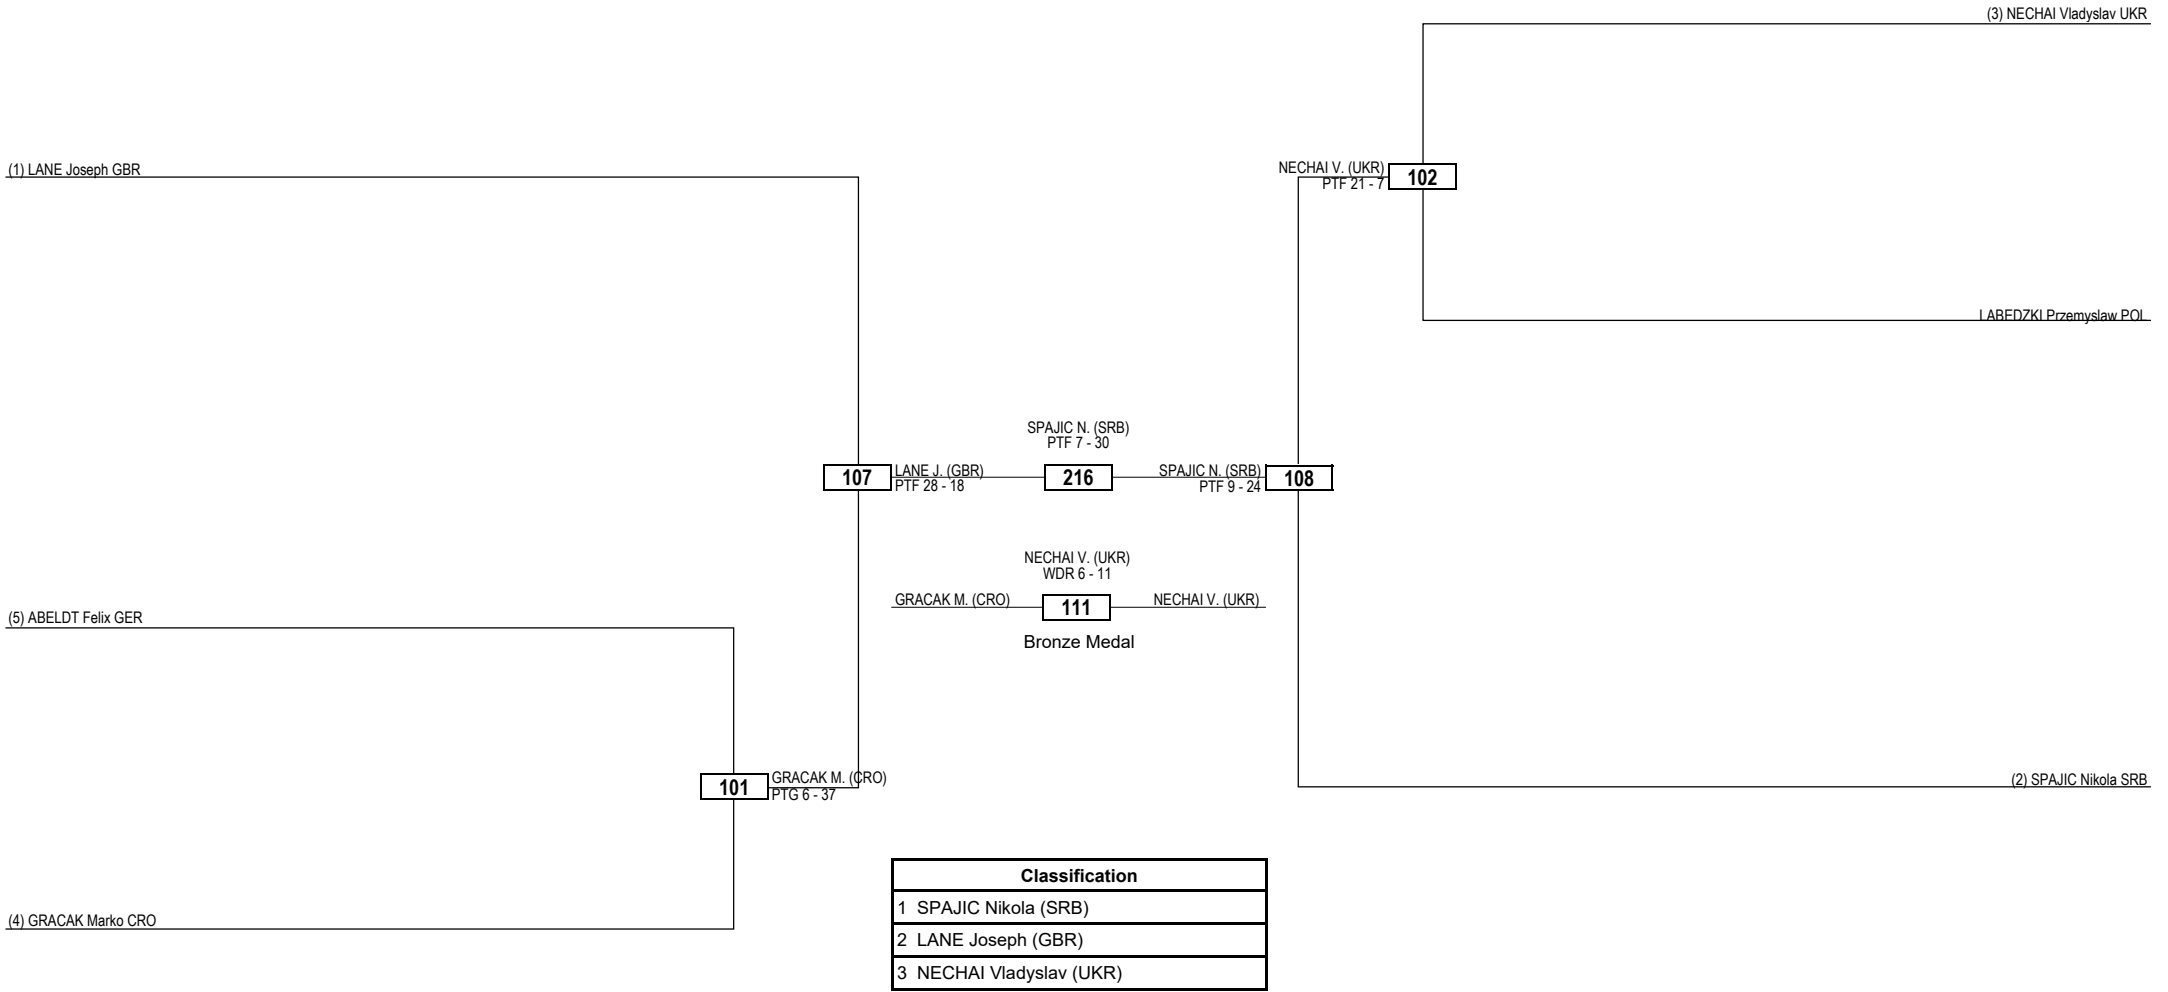 (3) NECHAI Vladyslav UKR
(1) LANE Joseph GBR
NECHAI V. (UKR)
PTF 21 - 7
102
LABEDZKI Przemyslaw POL
SPAJIC N. (SRB)
PTF 7 - 30
107
LANE J. (GBR)
PTF 28 - 18
216
SPAJIC N. (SRB)
PTF 9 - 24
108
NECHAI V. (UKR)
WDR 6 - 11
GRACAK M. (CRO)
111
NECHAI V. (UKR)
Bronze Medal
(5) ABELDT Felix GER
101
GRACAK M. (CRO)
PTG 6 - 37
(2) SPAJIC Nikola SRB
(4) GRACAK Marko CRO
Classification
1 SPAJIC Nikola (SRB)
2 LANE Joseph (GBR)
3 NECHAI Vladyslav (UKR)